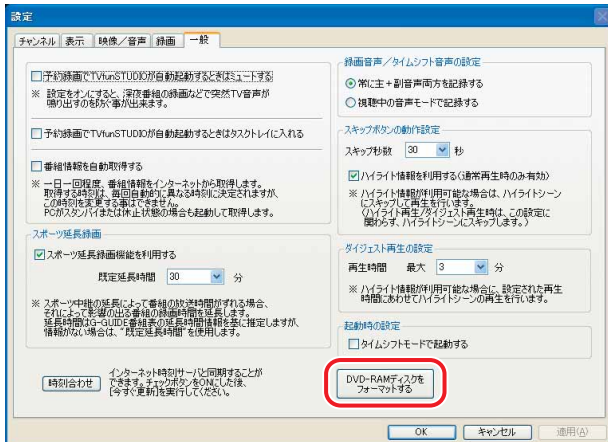 設定
チャンネル 表示 映像/音声 録画 一般
予約録画でTVfunSTUDIOが自動起動するときはミュートする
※ 設定をオンにすると、深夜番組の録画などで突然TV音声が
鳴り出すのを防ぐ事が出来ます。
予約録画でTVfunSTUDIOが自動起動するときはタスクトレイに入れる
番組情報を自動取得する
※ 一日一回程度、番組情報をインターネットから取得します。
取得する時刻は、毎回自動的に異なる時刻に決定されますが、
この時刻を変更する事はできません。
PCがスタンバイまたは休止状態の場合も起動して取得します。
スポーツ延長録画
スポーツ延長録画機能を利用する
既定延長時間 30 分
※ スポーツ中継の延長によって番組の放送時間がずれる場合、
それによって影響の出る番組の録画時間を延長します。
延長時間はG-GUIDE番組表の延長時間情報を基に推定しますが、
情報がない場合は、"既定延長時間"を使用します。
時刻合わせ
インターネット時刻サーバと同期することが
できます。チェックボタンをONにした後、
[今すぐ更新]を実行してください。
録画音声/タイムシフト音声の設定
常に主+副音声両方を記録する
視聴中の音声モードで記録する
スキップボタンの動作設定
スキップ秒数 30 秒
ハイライト情報を利用する(通常再生時のみ有効)
※ ハイライト情報が利用可能な場合は、ハイライトシーン
にスキップして再生を行います。
(ハイライト再生/ダイジェスト再生時は、この設定に
関わらず、ハイライトシーンにスキップします。)
ダイジェスト再生の設定
再生時間 最大 3 分
※ ハイライト情報が利用可能な場合に、設定された再生
時間にあわせてハイライトシーンの再生を行います。
起動時の設定
タイムシフトモードで起動する
DVD-RAMディスクを
フォーマットする
OK キャンセル 適用(A)